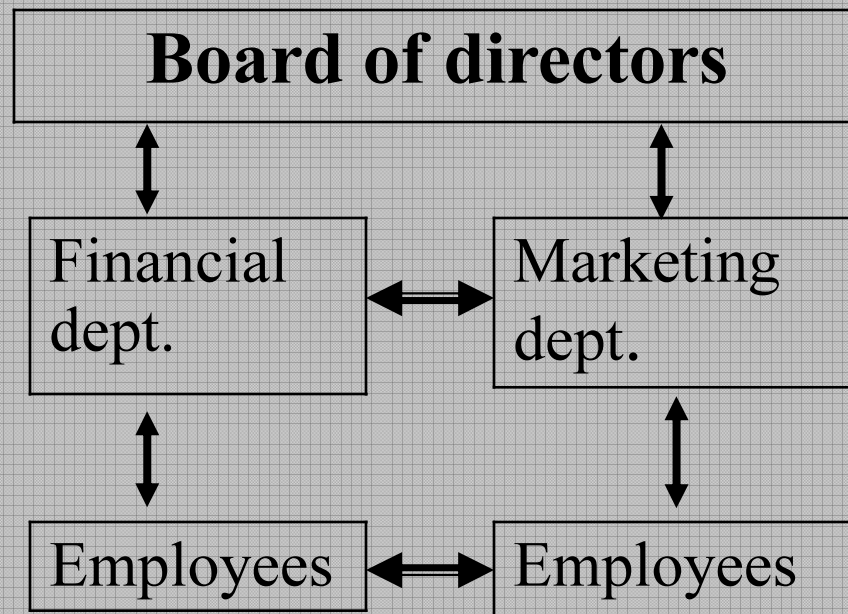 Board of directors
Financial
dept.
Marketing
dept.
Employees
Employees